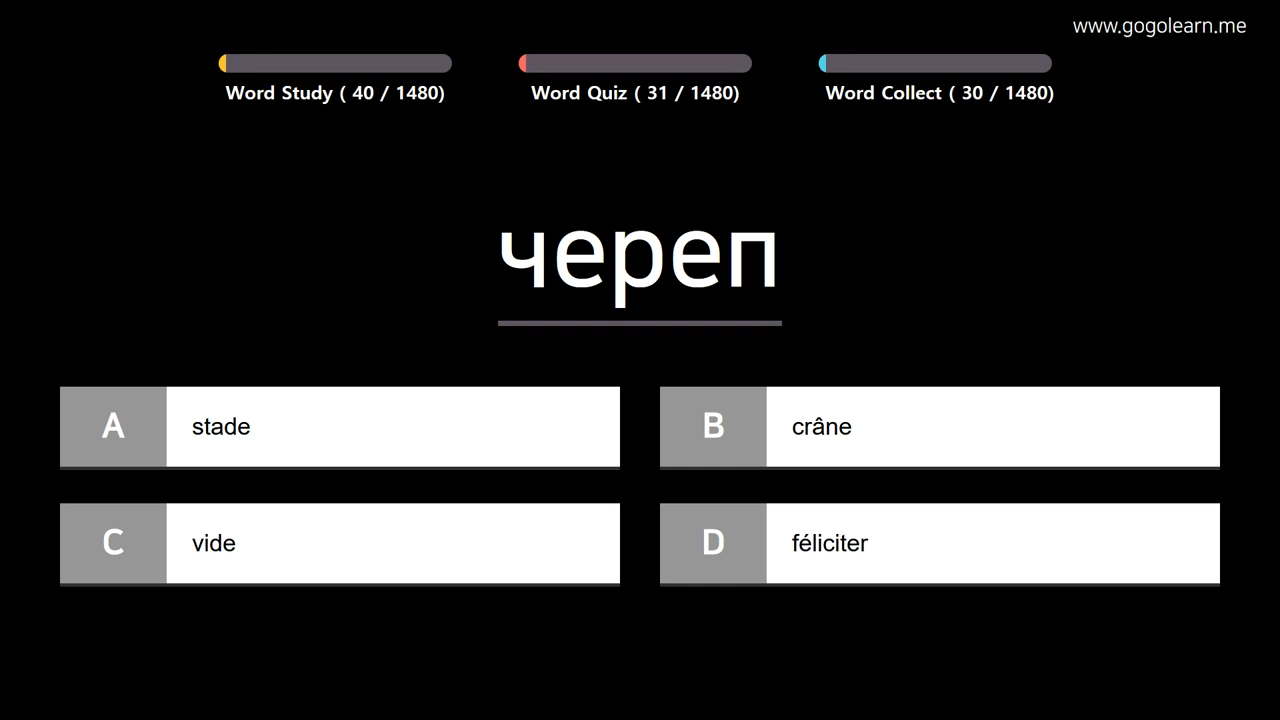 www.gogolearn.me
Word Study ( 40 / 1480)
Word Quiz ( 31 / 1480)
Word Collect ( 30 / 1480)
череп
A stade
B crâne
C vide
D féliciter